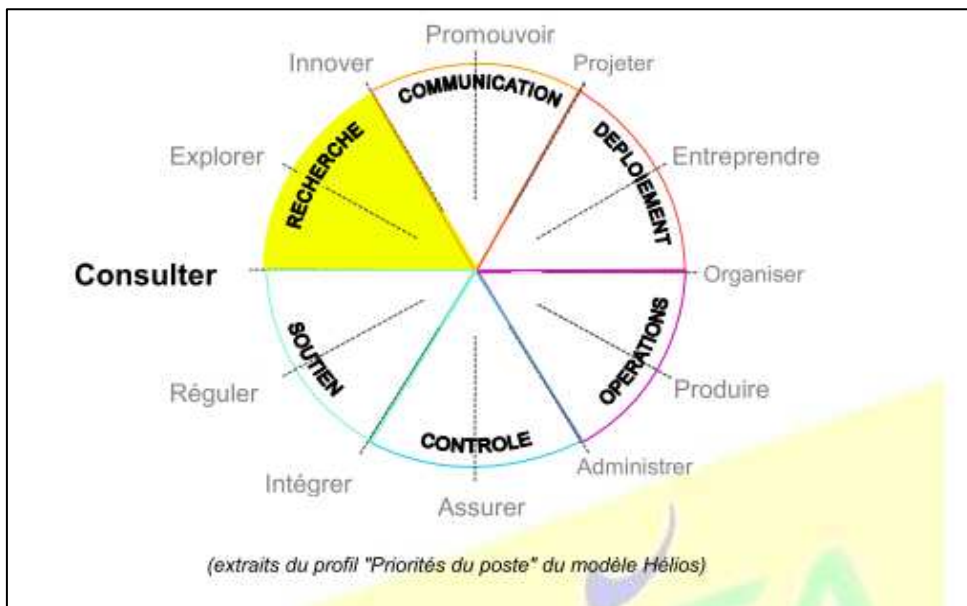 Promouvoir
Innover
Projeter
COMMUNICATION
RECHERCHE
DEPLOIEMENT
Explorer
Entreprendre
Consulter
Organiser
SOUTIEN
OPERATIONS
Réguler
Produire
CONTROLE
Intégrer
Administrer
Assurer
(extraits du profil "Priorités du poste" du modèle Hélios)